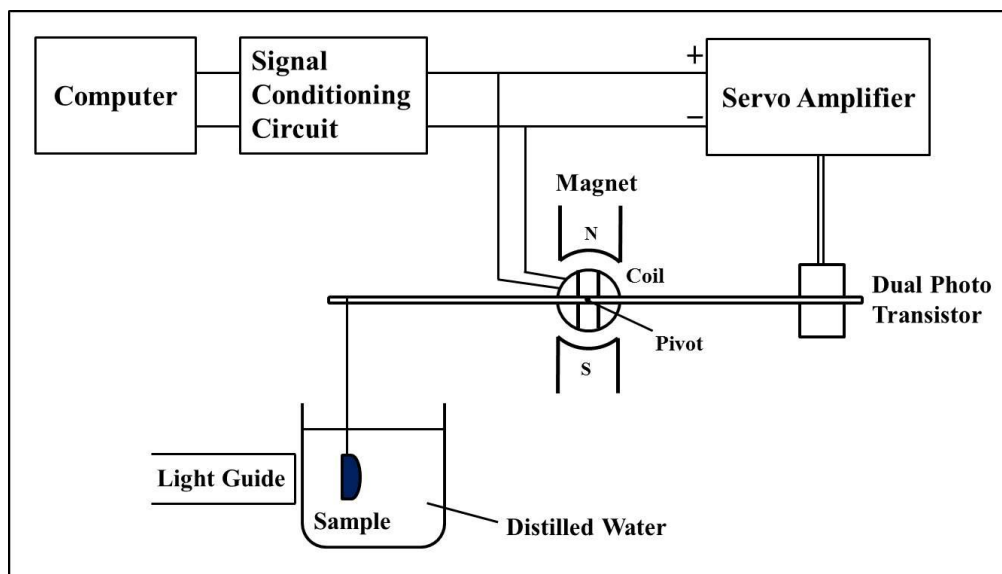 Computer
Signal
Conditioning
Circuit
+
−
Servo Amplifier
Magnet
N
Coil
Dual Photo
Transistor
Pivot
S
Light Guide
Sample
Distilled Water